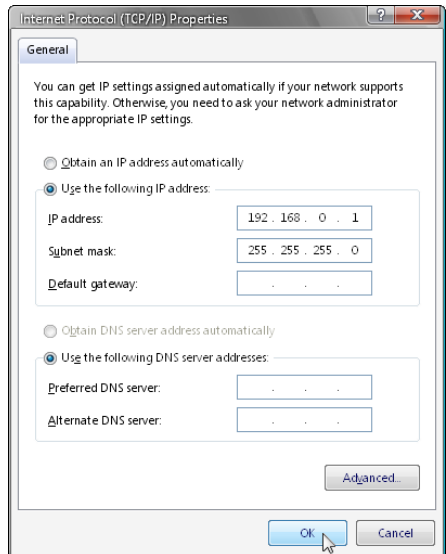 Internet Protocol (TCP/IP) Properties
?
General
You can get IP settings assigned automatically if your network supports
this capability. Otherwise, you need to ask your network administrator
for the appropriate IP settings.
Obtain an IP address automatically
Use the following IP address:
IP address: 192 . 168 . 0 . 1
Subnet mask: 255 . 255 . 255 . 0
Default gateway: . . .
Obtain DNS server address automatically
Use the following DNS server addresses:
Preferred DNS server: . . .
Alternate DNS server: . . .
Advanced...
OK Cancel